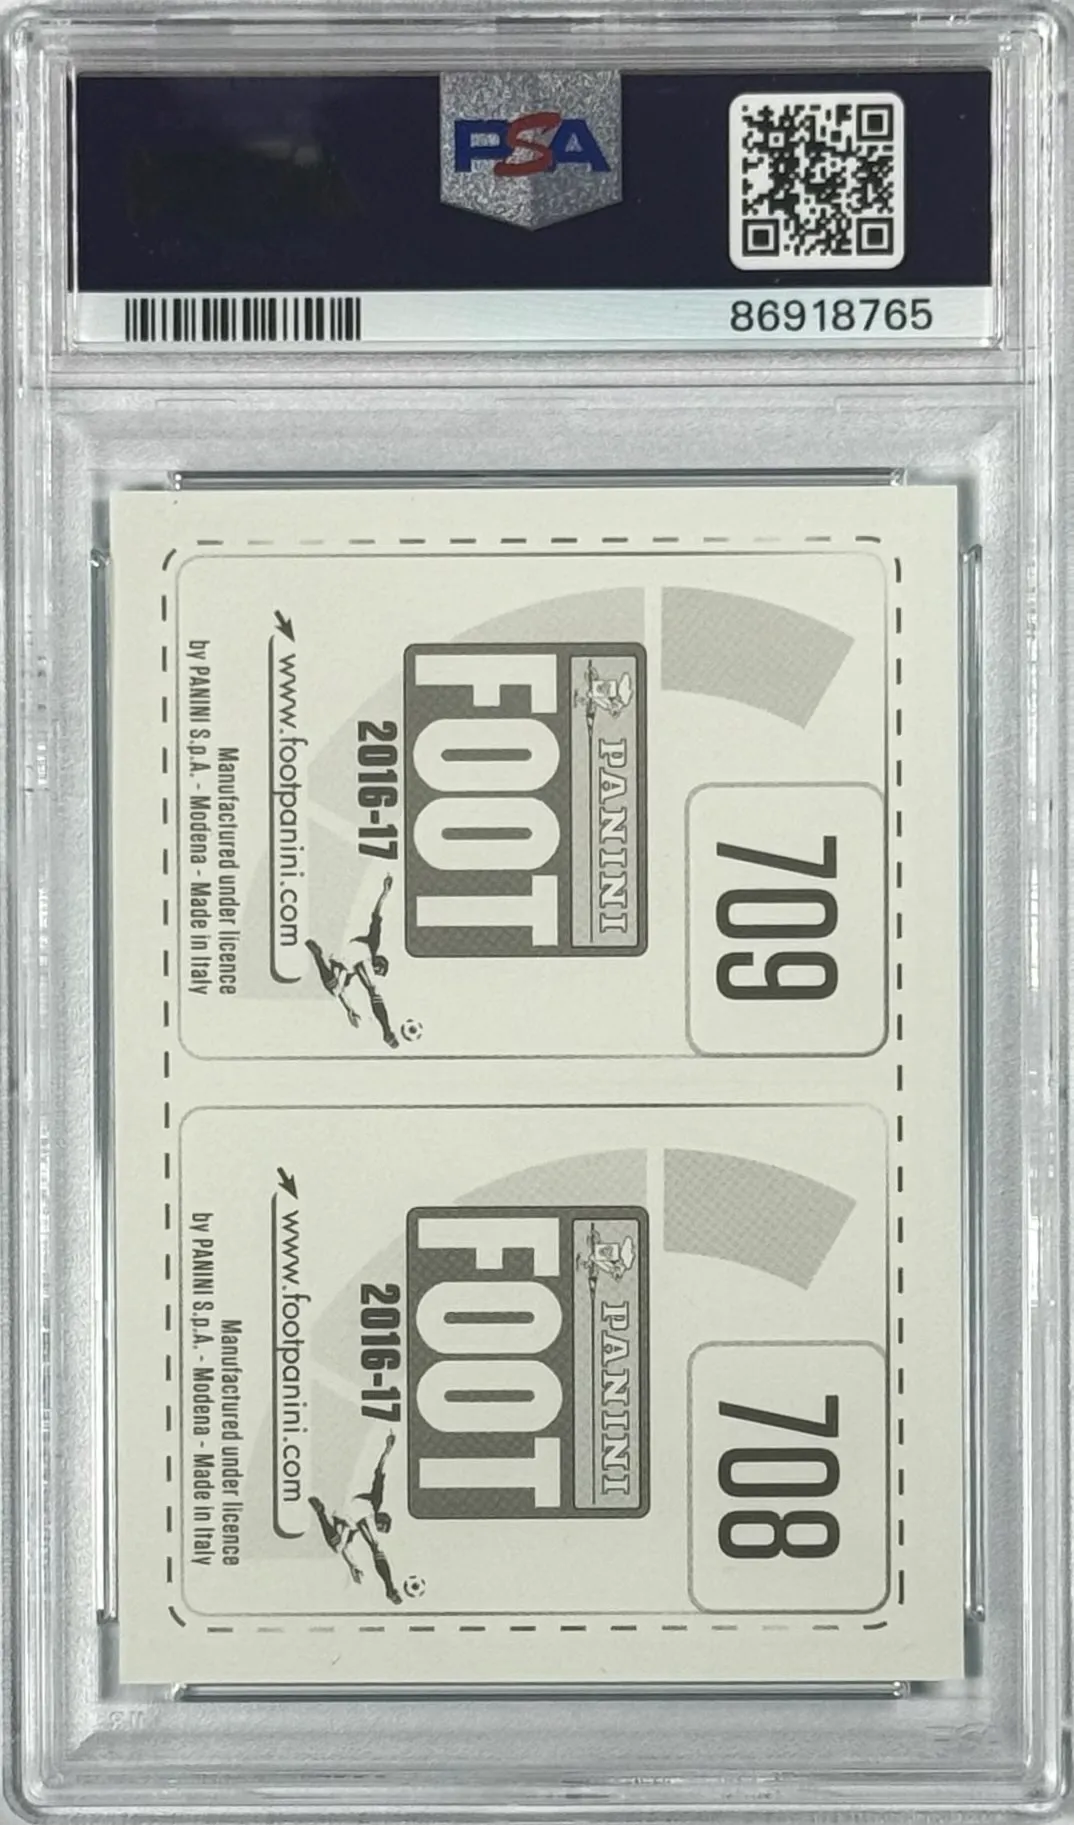 PSA
86918765
709
PANINI
FOOT
2016-17
www.footpanini.com
Manufactured under licence
by PANINI S.p.A. - Modena - Made in Italy
708
PANINI
FOOT
2016-17
www.footpanini.com
Manufactured under licence
by PANINI S.p.A. - Modena - Made in Italy